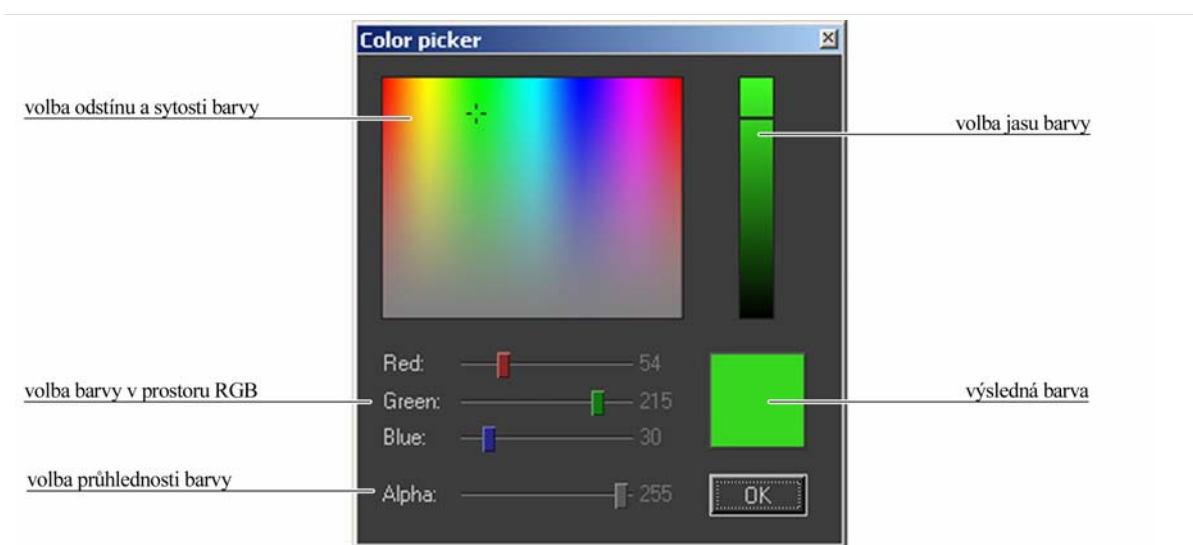 Color picker
volba odstínu a sytosti barvy
volba jasu barvy
Red: 54
volba barvy v prostoru RGB
Green: 215
výsledná barva
Blue: 30
volba průhlednosti barvy
Alpha: 255
OK